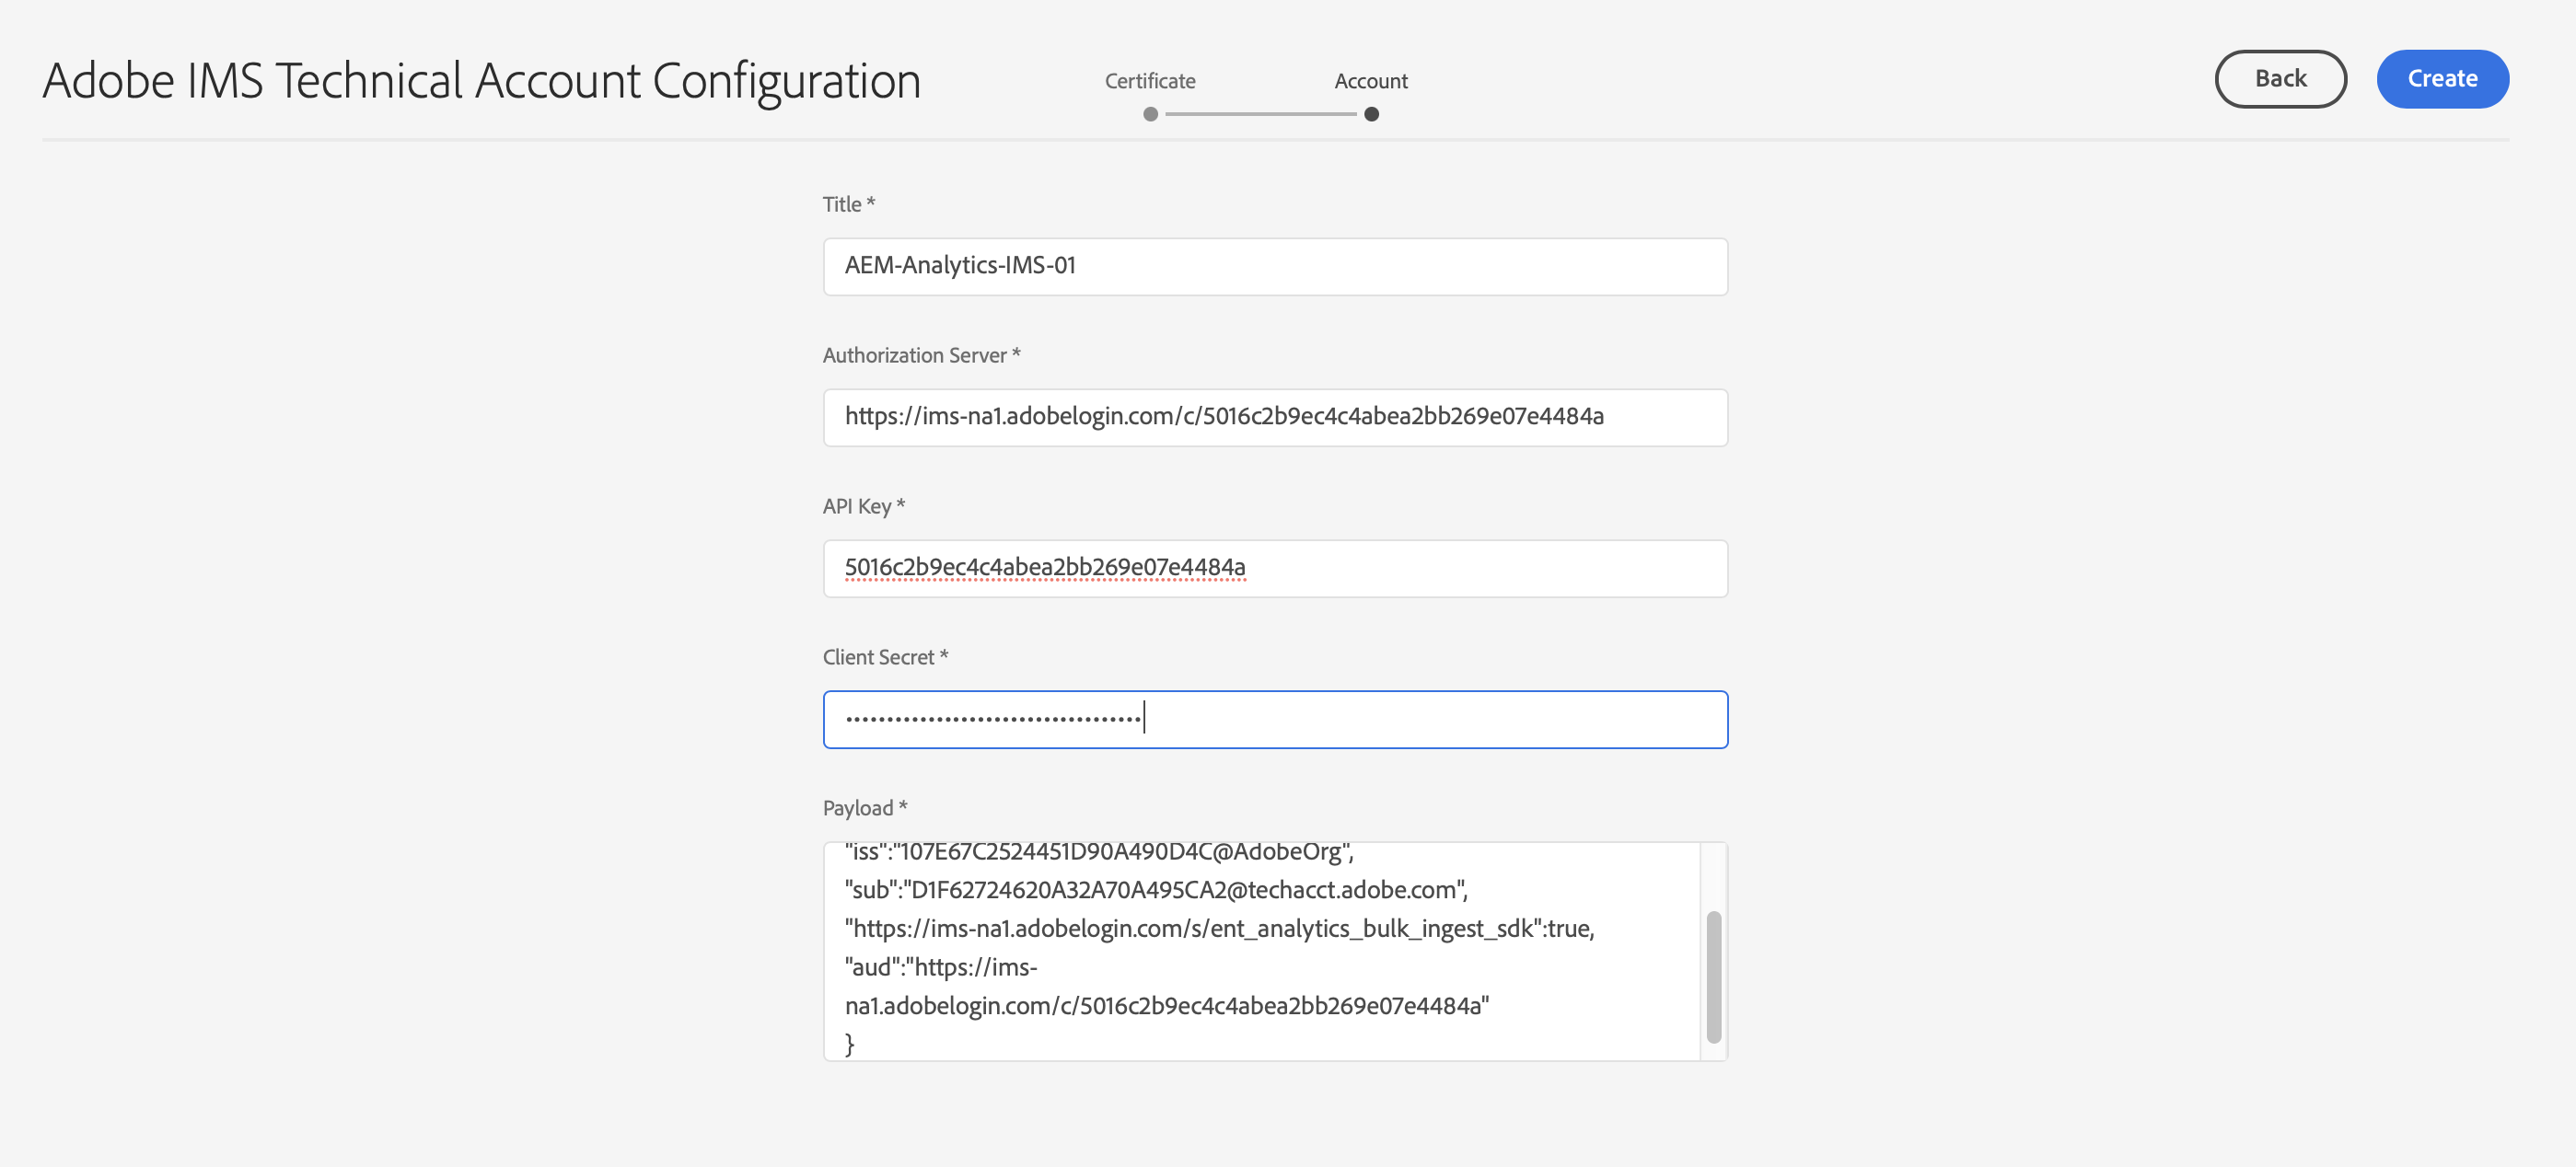 Adobe IMS Technical Account Configuration
Certificate
Account
Back
Create
Title *
AEM-Analytics-IMS-01
Authorization Server *
https://ims-na1.adobelogin.com/c/5016c2b9ec4c4abea2bb269e07e4484a
API Key *
5016c2b9ec4c4abea2bb269e07e4484a
Client Secret *
••••••••••••••••••••••••••••••••••••
Payload *
"iss":"107E67C2524451D90A490D4C@AdobeOrg",
"sub":"D1F62724620A32A70A495CA2@techacct.adobe.com",
"https://ims-na1.adobelogin.com/s/ent_analytics_bulk_ingest_sdk":true,
"aud":"https://ims-
na1.adobelogin.com/c/5016c2b9ec4c4abea2bb269e07e4484a"
}